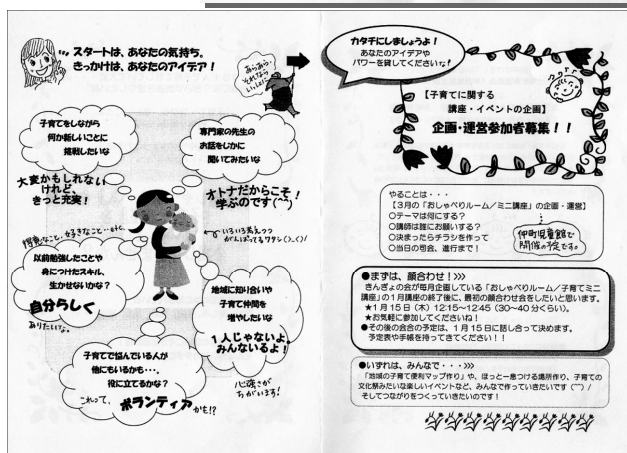 スタートは、あなたの気持ち。
きっかけは、あなたのアイデア！
あらあら・
それなら
いっしょに
子育てをしながら
何か新しいことに
挑戦したいな
専門家の先生の
お話をじかに
聞いてみたいな
大変かもしれない
けれど、
きっと充実！
オトナだからこそ！
学ぶのです(^^)
得意なこと、好きなこと…etc.
いろいろ考えつつ
がんばってるワタシ(>_<)/
以前勉強したことや
身につけたスキル、
生かせないかな？
自分らしく
ありたいな。
地域に知り合いや
子育て仲間を
増やしたいな
1人じゃないよ。
みんないるよ！
子育てで悩んでいる人が
他にもいるかも・・・。
役に立てるかな？
心強さが
ちがいます！
これって、
ボランティア
かも!?
カタチにしましょうよ！
あなたのアイデアや
パワーを貸してくださいな！
【子育てに関する
講座・イベントの企画】
企画・運営参加者募集！！
やることは・・・
【３月の「おしゃべりルーム／ミニ講座」の企画・運営】
○テーマは何にする？
○講師は誰にお願いする？
○決まったらチラシを作って
○当日の司会、進行まで！
仲町児童館で
開催の予定です。
●まずは、顔合わせ！》》
きんぎょの会が毎月企画している「おしゃべりルーム／子育てミニ
講座」の１月講座の終了後に、最初の顔合わせ会をしたいと思います。
★１月１５日（木）12:15～12:45（30～40分くらい）。
★お気軽に参加してくださいね！
●その後の会合の予定は、１月１５日に話し合って決めます。
予定表や手帳を持ってきてください！！
●いずれは、みんなで・・・》》
「地域の子育て便利マップ作り」や、ほっと一息つける場所作り、子育ての
文化祭みたいな楽しいイベントなど、みんなで作っていきたいです（￣ー￣）/
そしてつながりをつくっていきたいのです！